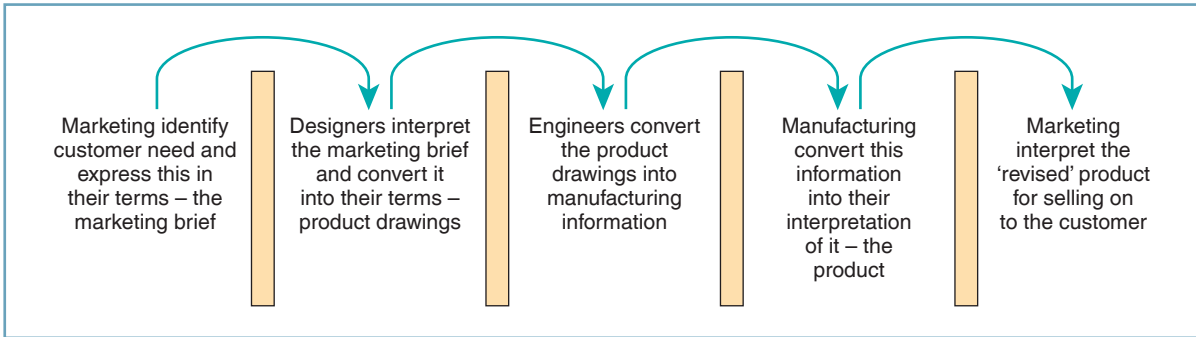 Marketing identify
customer need and
express this in
their terms – the
marketing brief
Designers interpret
the marketing brief
and convert it
into their terms –
product drawings
Engineers convert
the product
drawings into
manufacturing
information
Manufacturing
convert this
information
into their
interpretation
of it – the
product
Marketing
interpret the
‘revised’ product
for selling on
to the customer